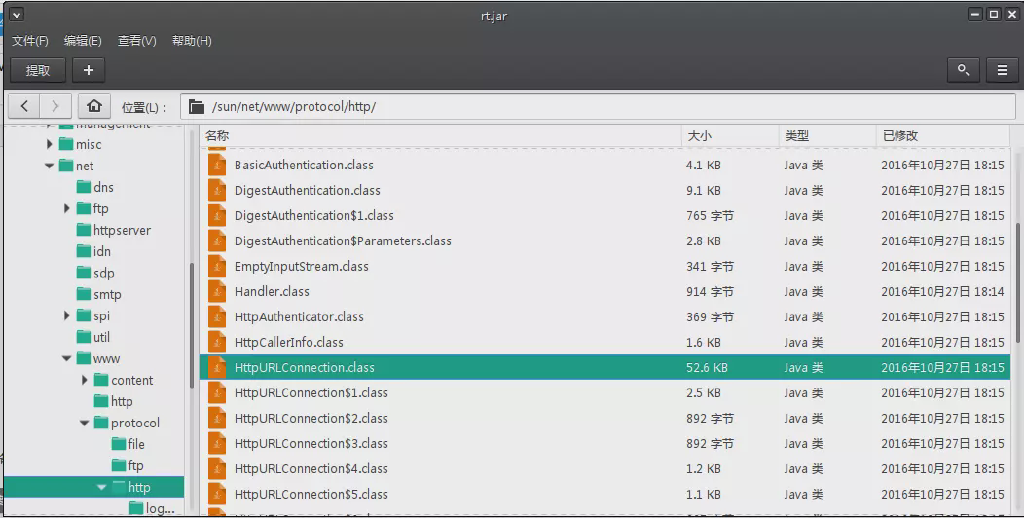 rt.jar
文件(F) 编辑(E) 查看(V) 帮助(H)
提取 +
位置(L)： /sun/net/www/protocol/http/
management
misc
net
dns
ftp
httpserver
idn
sdp
smtp
spi
util
www
content
http
protocol
file
ftp
http
log...
名称 大小 类型 已修改
BasicAuthentication.class 4.1 KB Java 类 2016年10月27日 18:15
DigestAuthentication.class 9.1 KB Java 类 2016年10月27日 18:15
DigestAuthentication$1.class 765 字节 Java 类 2016年10月27日 18:15
DigestAuthentication$Parameters.class 2.8 KB Java 类 2016年10月27日 18:15
EmptyInputStream.class 341 字节 Java 类 2016年10月27日 18:15
Handler.class 914 字节 Java 类 2016年10月27日 18:14
HttpAuthenticator.class 369 字节 Java 类 2016年10月27日 18:15
HttpCallerInfo.class 1.6 KB Java 类 2016年10月27日 18:15
HttpURLConnection.class 52.6 KB Java 类 2016年10月27日 18:15
HttpURLConnection$1.class 2.5 KB Java 类 2016年10月27日 18:15
HttpURLConnection$2.class 892 字节 Java 类 2016年10月27日 18:15
HttpURLConnection$3.class 892 字节 Java 类 2016年10月27日 18:15
HttpURLConnection$4.class 1.2 KB Java 类 2016年10月27日 18:15
HttpURLConnection$5.class 1.1 KB Java 类 2016年10月27日 18:15